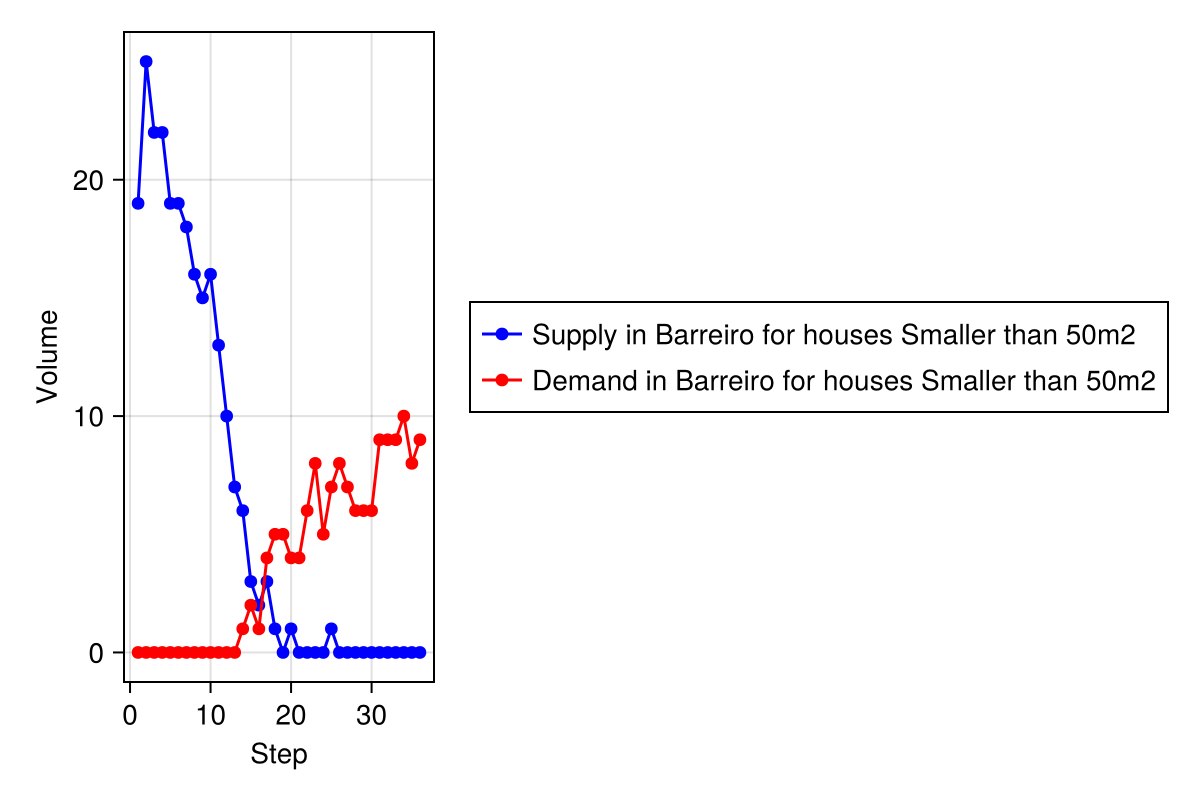 Volume
20
10
0
0 10 20 30
Step
Supply in Barreiro for houses Smaller than 50m2
Demand in Barreiro for houses Smaller than 50m2